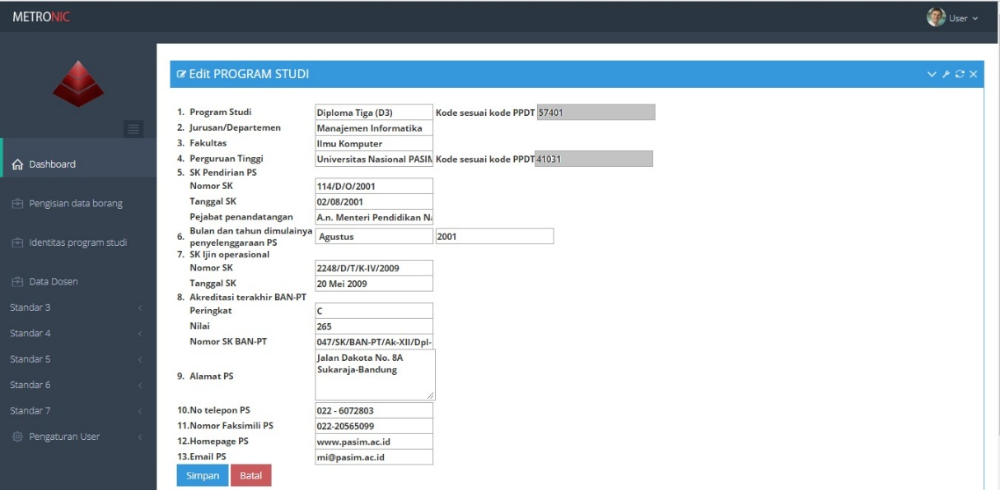 METRONIC
User
Edit PROGRAM STUDI
Dashboard
Pengisian data borang
Identitas program studi
Data Dosen
Standar 3
Standar 4
Standar 5
Standar 6
Standar 7
Pengaturan User
1. Program Studi Diploma Tiga (D3) Kode sesuai kode PPDT 57401
2. Jurusan/Departemen Manajemen Informatika
3. Fakultas Ilmu Komputer
4. Perguruan Tinggi Universitas Nasional PASIM Kode sesuai kode PPDT 41031
5. SK Pendirian PS
Nomor SK 114/D/O/2001
Tanggal SK 02/08/2001
Pejabat penandatangan A.n. Menteri Pendidikan Na
6. Bulan dan tahun dimulainya
penyelenggaraan PS Agustus 2001
7. SK Ijin operasional
Nomor SK 2248/D/T/K-IV/2009
Tanggal SK 20 Mei 2009
8. Akreditasi terakhir BAN-PT
Peringkat C
Nilai 265
Nomor SK BAN-PT 047/SK/BAN-PT/Ak-XII/Dpl-
9. Alamat PS Jalan Dakota No. 8A
Sukaraja-Bandung
10.No telepon PS 022 - 6072803
11.Nomor Faksimili PS 022-20565099
12.Homepage PS www.pasim.ac.id
13.Email PS mi@pasim.ac.id
Simpan Batal